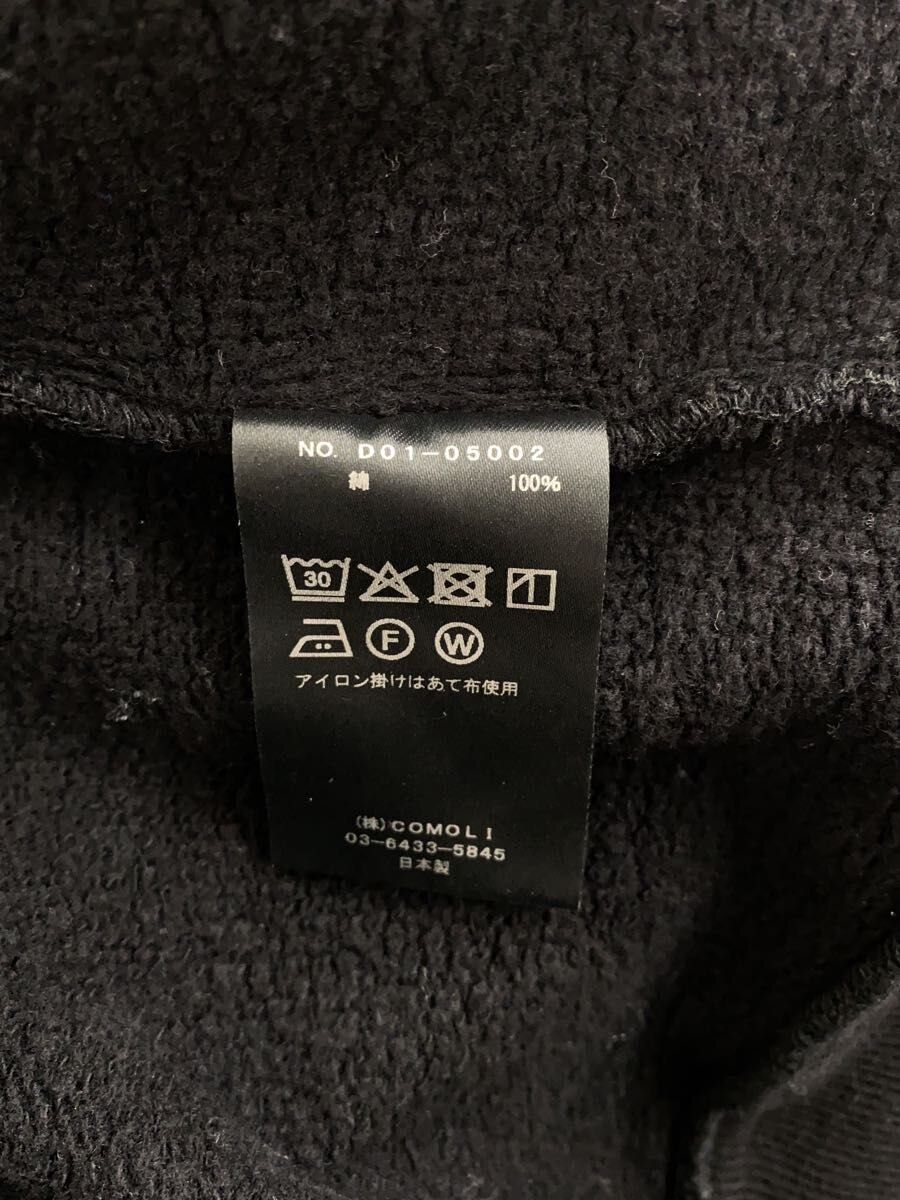 NO. D01-05002
綿 100%
30
F W
アイロン掛けはあて布使用
(株)COMOLI
03-6433-5845
日本製